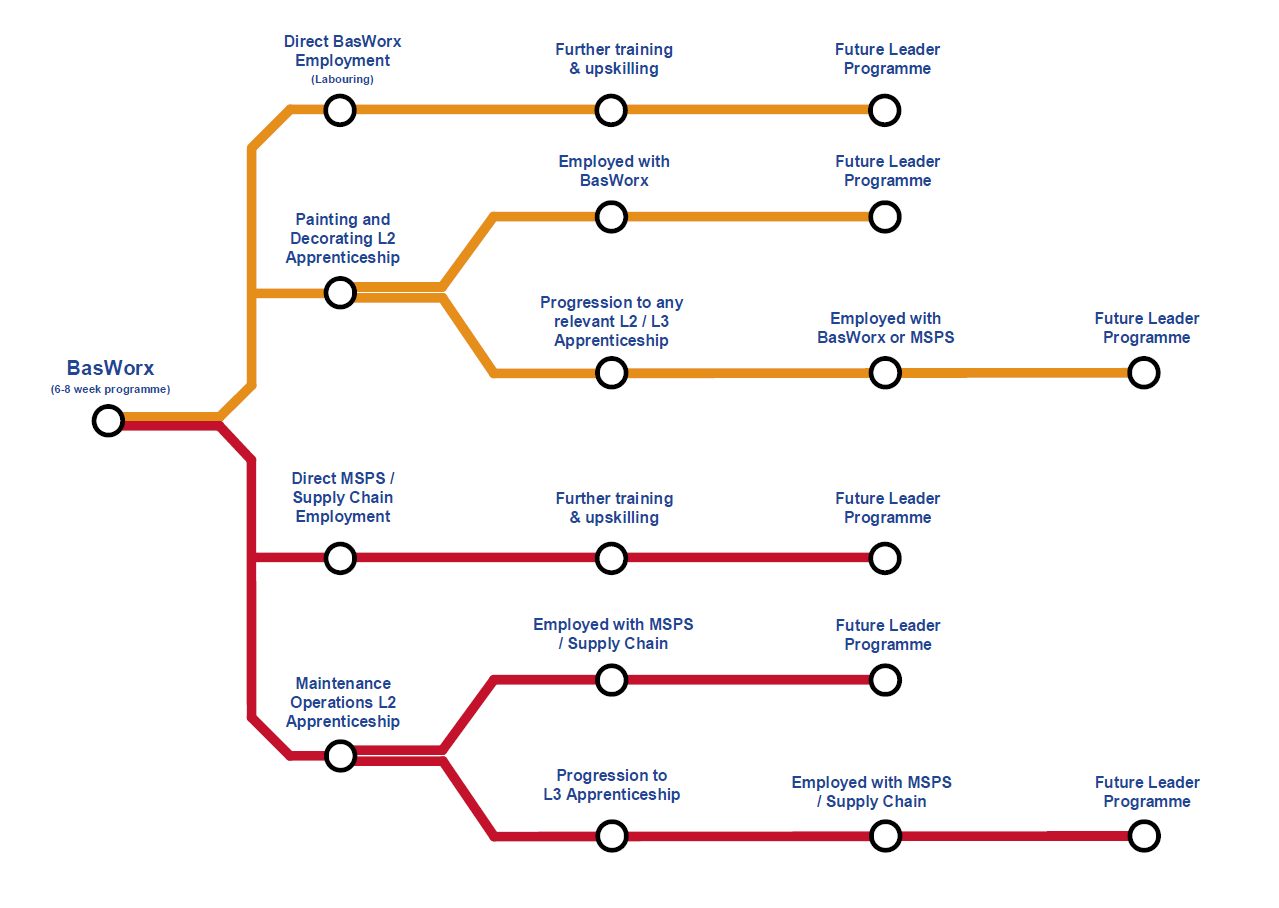 Direct BasWorx
Employment
(Labouring)
Further training
& upskilling
Future Leader
Programme
Employed with
BasWorx
Future Leader
Programme
Painting and
Decorating L2
Apprenticeship
Progression to any
relevant L2 / L3
Apprenticeship
Employed with
BasWorx or MSPS
Future Leader
Programme
BasWorx
(6-8 week programme)
Direct MSPS /
Supply Chain
Employment
Further training
& upskilling
Future Leader
Programme
Employed with MSPS
/ Supply Chain
Future Leader
Programme
Maintenance
Operations L2
Apprenticeship
Progression to
L3 Apprenticeship
Employed with MSPS
/ Supply Chain
Future Leader
Programme